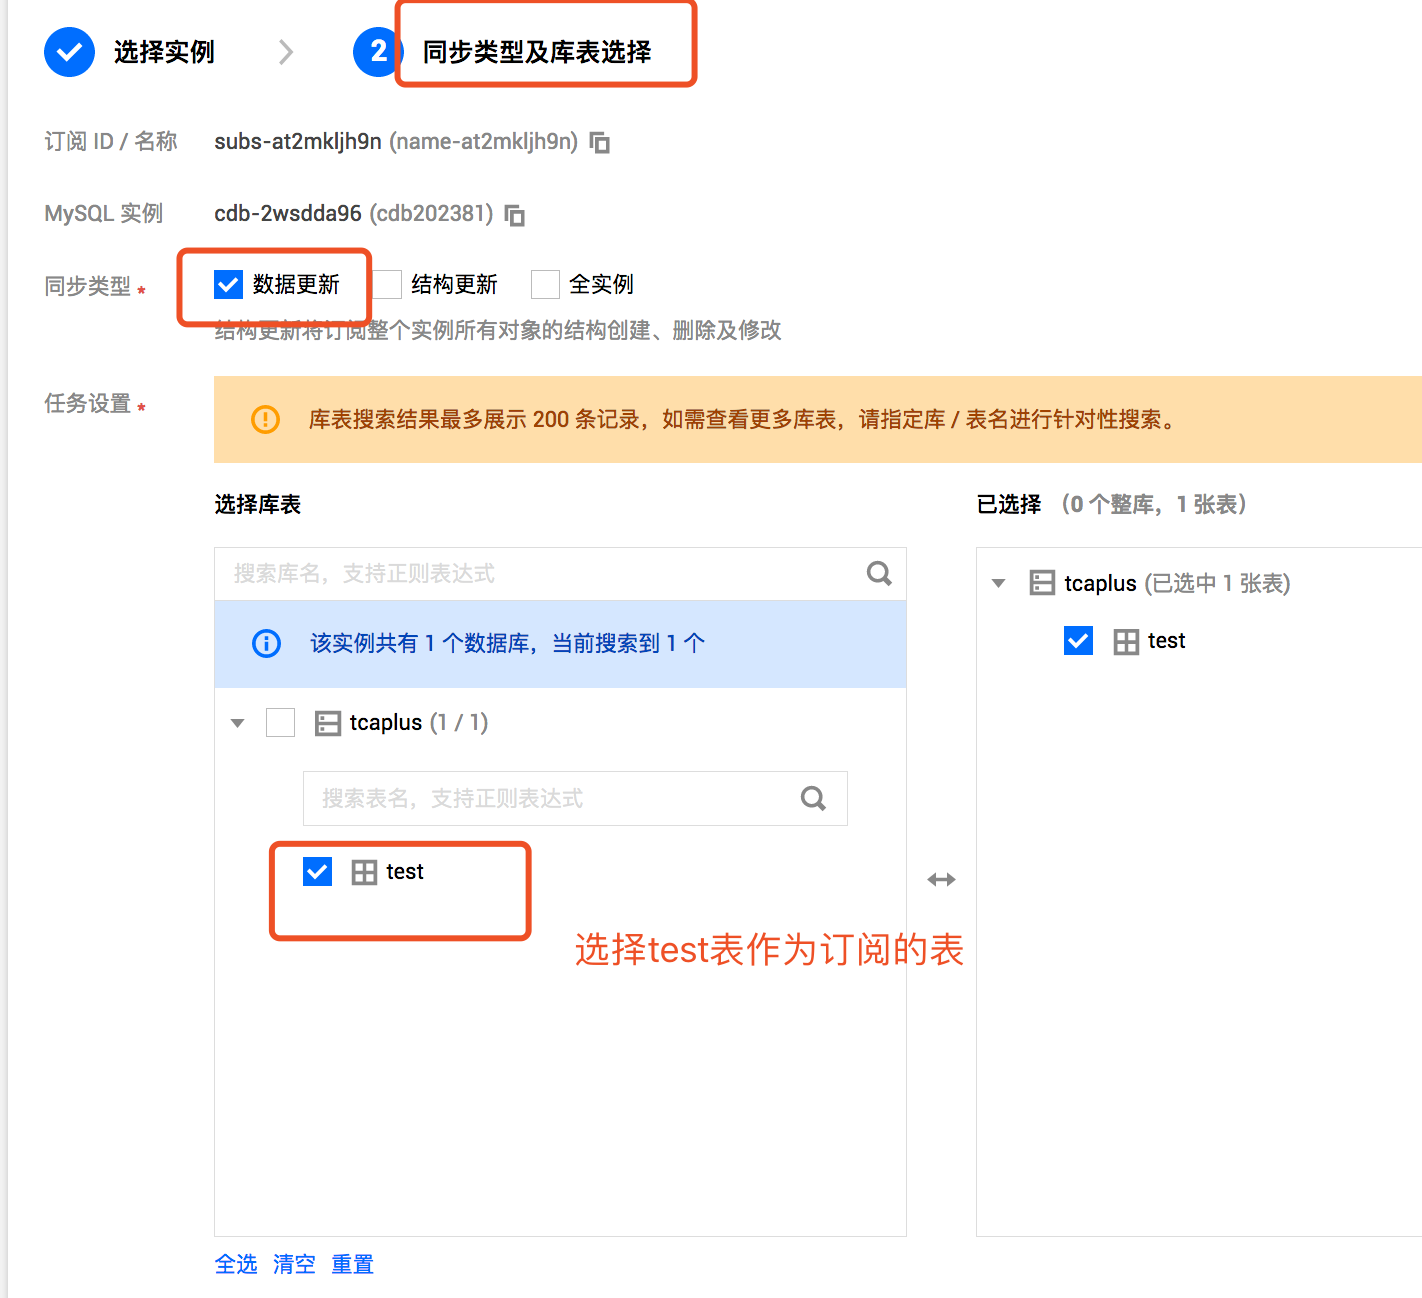 选择实例
2 同步类型及库表选择
订阅 ID / 名称 subs-at2mkljh9n (name-at2mkljh9n)
MySQL 实例 cdb-2wsdda96 (cdb202381)
同步类型 * 数据更新 结构更新 全实例
结构更新将订阅整个实例所有对象的结构创建、删除及修改
任务设置 * 库表搜索结果最多展示 200 条记录，如需查看更多库表，请指定库 / 表名进行针对性搜索。
选择库表
搜索库名，支持正则表达式
该实例共有 1 个数据库，当前搜索到 1 个
tcaplus (1 / 1)
搜索表名，支持正则表达式
test
选择test表作为订阅的表
全选 清空 重置
已选择 （0 个整库，1 张表）
tcaplus (已选中 1 张表)
test